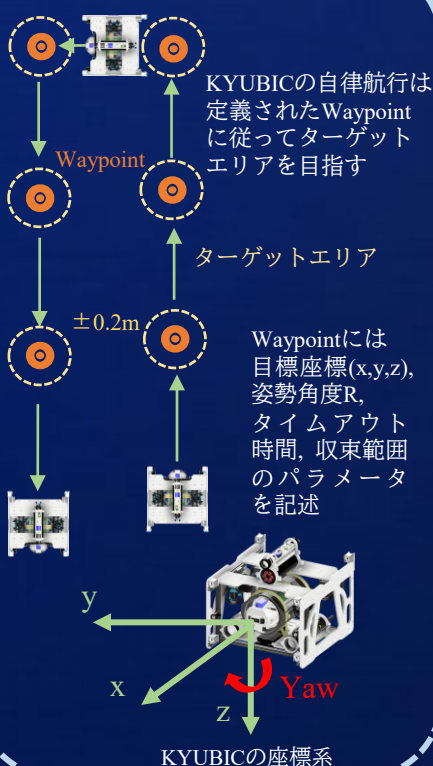 KYUBICの自律航行は
定義されたWaypoint
に従ってターゲット
エリアを目指す
Waypoint
ターゲットエリア
±0.2m
Waypointには
目標座標(x,y,z),
姿勢角度R,
タイムアウト
時間, 収束範囲
のパラメータ
を記述
y
x
z
Yaw
KYUBICの座標系